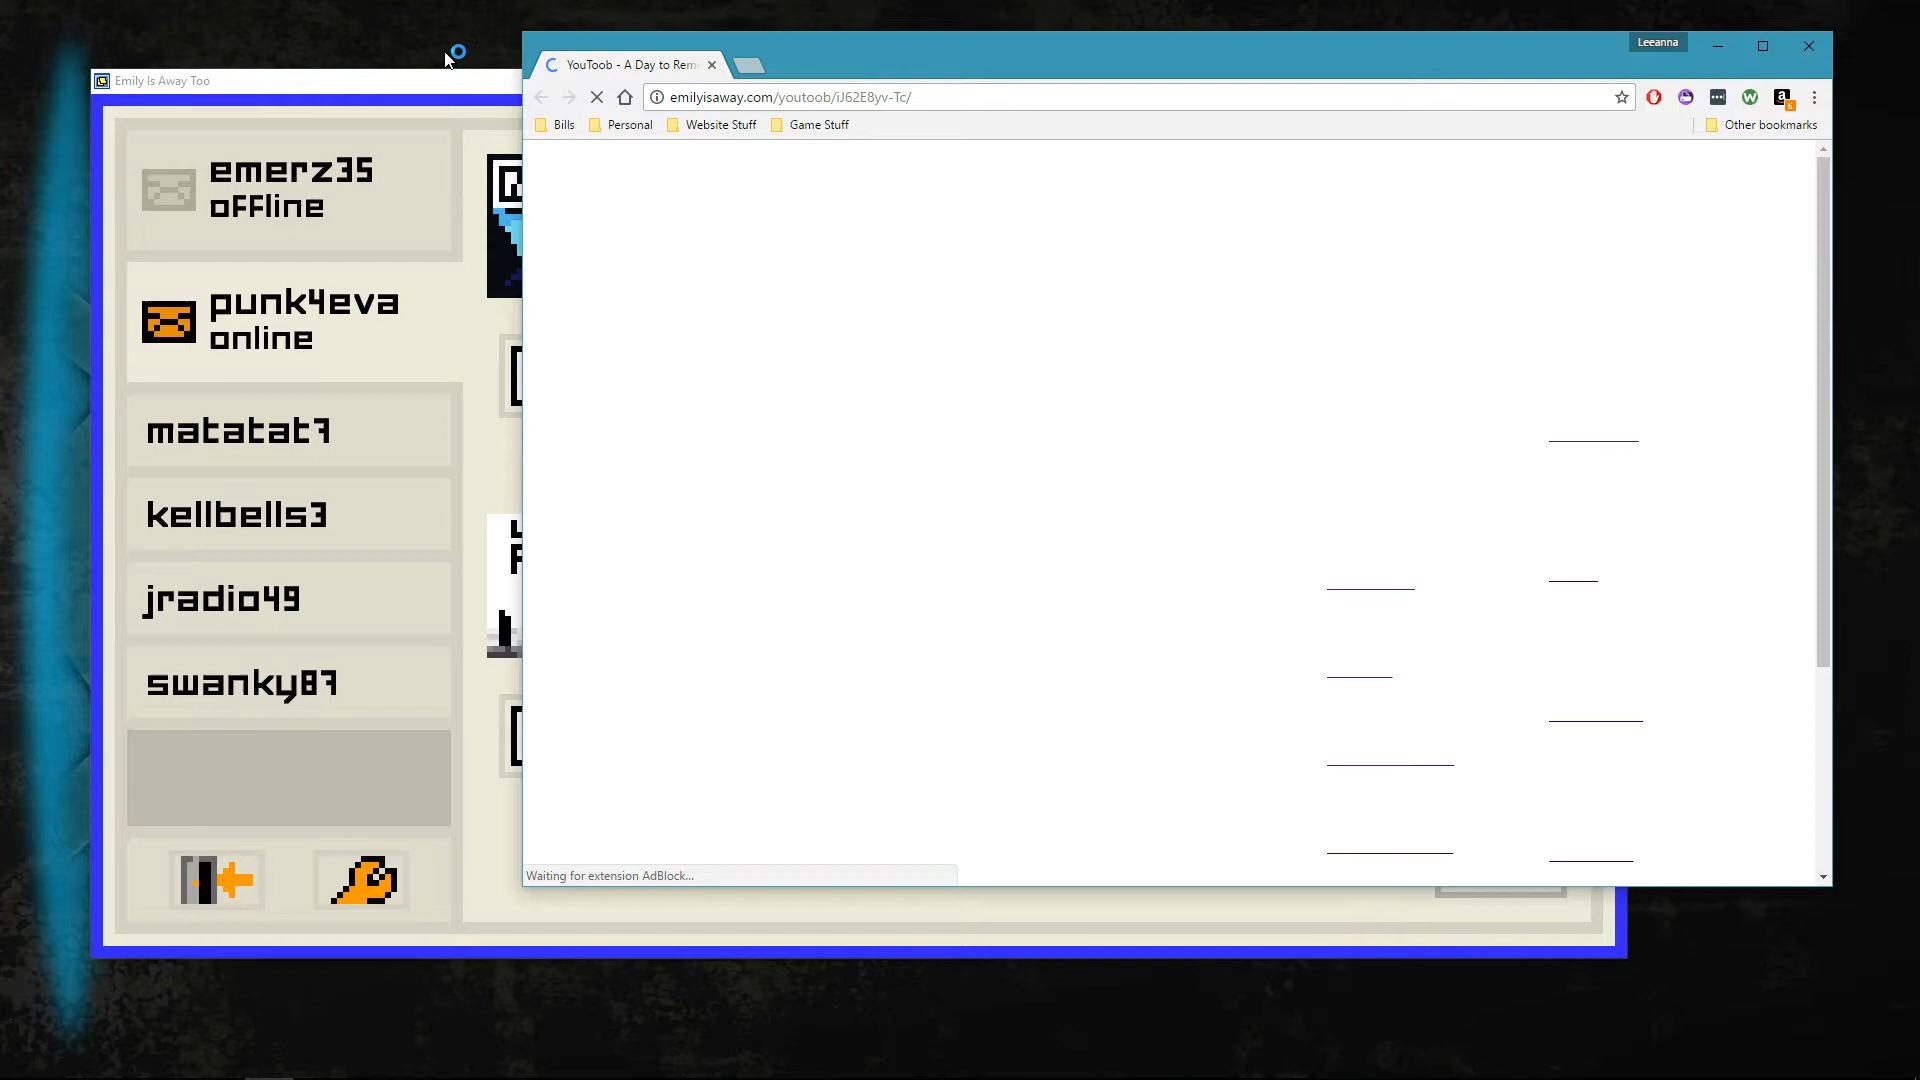 Leeanna
Emily Is Away Too
YouToob - A Day to Rem
emilyisaway.com/youtoob/iJ62E8yv-Tc/
6
Bills
Personal
Website Stuff
Game Stuff
Other bookmarks
emerz35
offline
punk4eva
online
matatat7
kellbells3
jradio49
swanky87
Waiting for extension AdBlock...